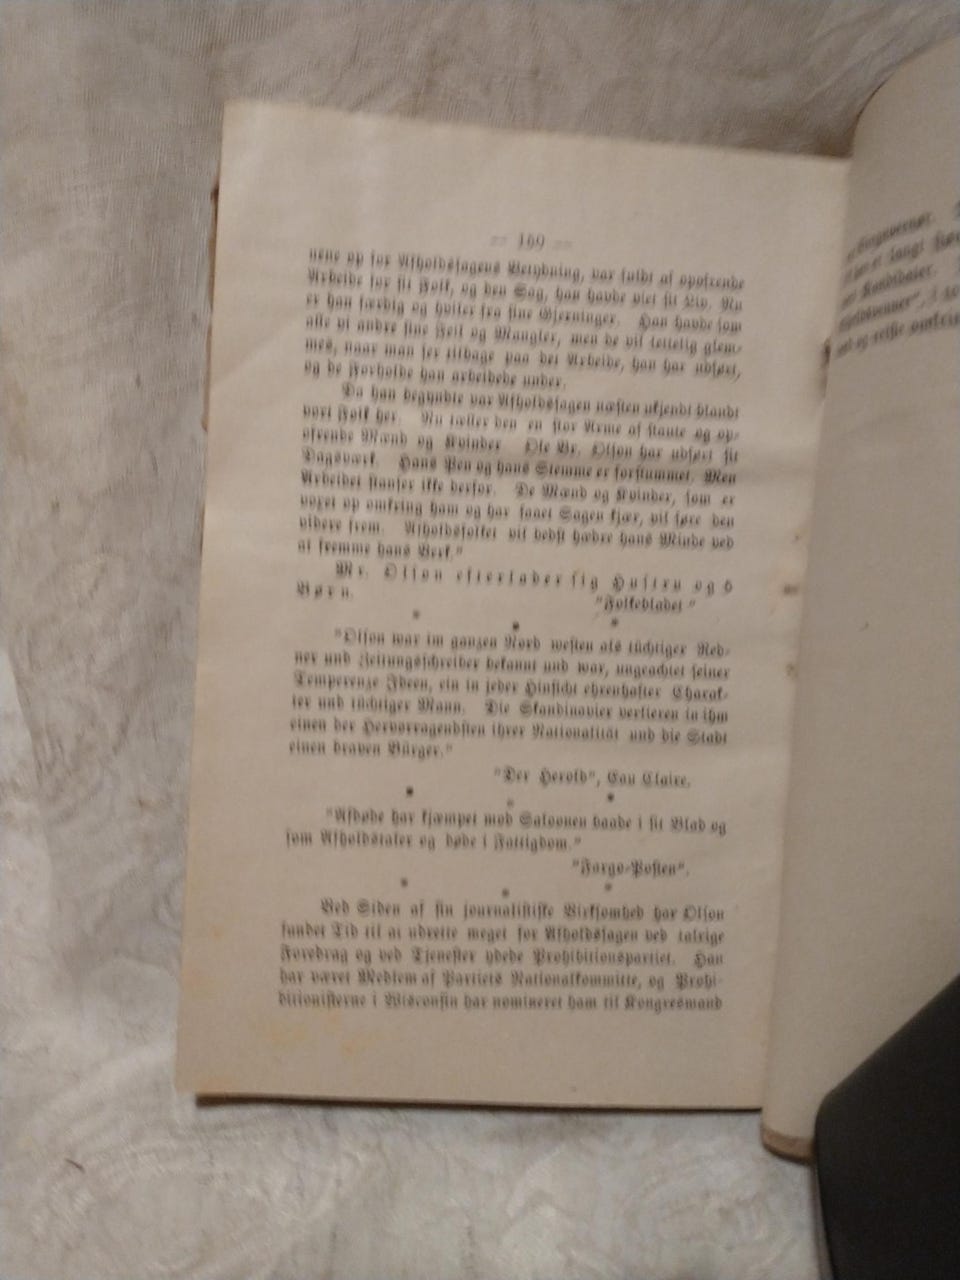 — 169 —
nene op for Afholdssagens Betydning, var fuldt af opofrende
Arbeide for sit Folk, og den Sag, han havde viet sit Liv. Nu
er han færdig og hviler fra sine Gjerninger. Han havde som
alle vi andre sine Feil og Mangler, men de vil lettelig glem-
mes, naar man ser tilbage paa det Arbeide, han har udført,
og de Forholde han arbeidede under.
Da han begyndte var Afholdssagen næsten ukjendt blandt
vort Folk her. Nu tæller den en stor Arme af staute og op-
ofrende Mænd og Kvinder. Ole Br. Olson har udført sit
Dagsværk. Hans Pen og hans Stemme er forstummet. Men
Arbeidet stanser ikke derfor. De Mænd og Kvinder, som er
voxet op omkring ham og har faaet Sagen kjær, vil føre den
videre frem. Afholdsfolket vil bedst hædre hans Minde ved
at fremme hans Verk."
Mr. Olson efterlader sig Hustru og 6
Børn.
"Folkebladet"
* * *
"Olson war im ganzen Nord westen als tüchtiger Red-
ner und Zeitungsschreiber bekannt und war, ungeachtet seiner
Temperenze Ideen, ein in jeder Hinsicht ehrenhafter Charak-
ter und tüchtiger Mann. Die Skandinavier verlieren in ihm
einen der Hervorragendsten ihrer Nationalität und die Stadt
einen braven Bürger."
"Der Herold", Eau Claire.
* * *
"Afdøde har kjæmpet mod Saloonen baade i sit Blad og
som Afholdstaler og døde i Fattigdom."
"Fargo-Posten".
* * *
Ved Siden af sin journalistiske Virksomhed har Olson
fundet Tid til at udrette meget for Afholdssagen ved talrige
Foredrag og ved Tjenester ydede Prohibitionspartiet. Han
har været Medlem af Partiets Nationalkommitte, og Prohi-
bitionisterne i Wisconsin har nomineret ham til Kongresmand